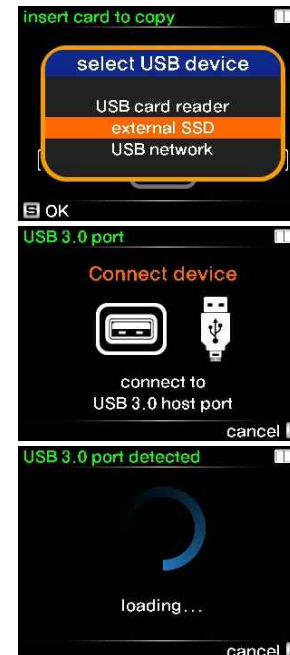 insert card to copy
select USB device
USB card reader
external SSD
USB network
S OK
USB 3.0 port
Connect device
connect to
USB 3.0 host port
cancel
USB 3.0 port detected
loading...
cancel